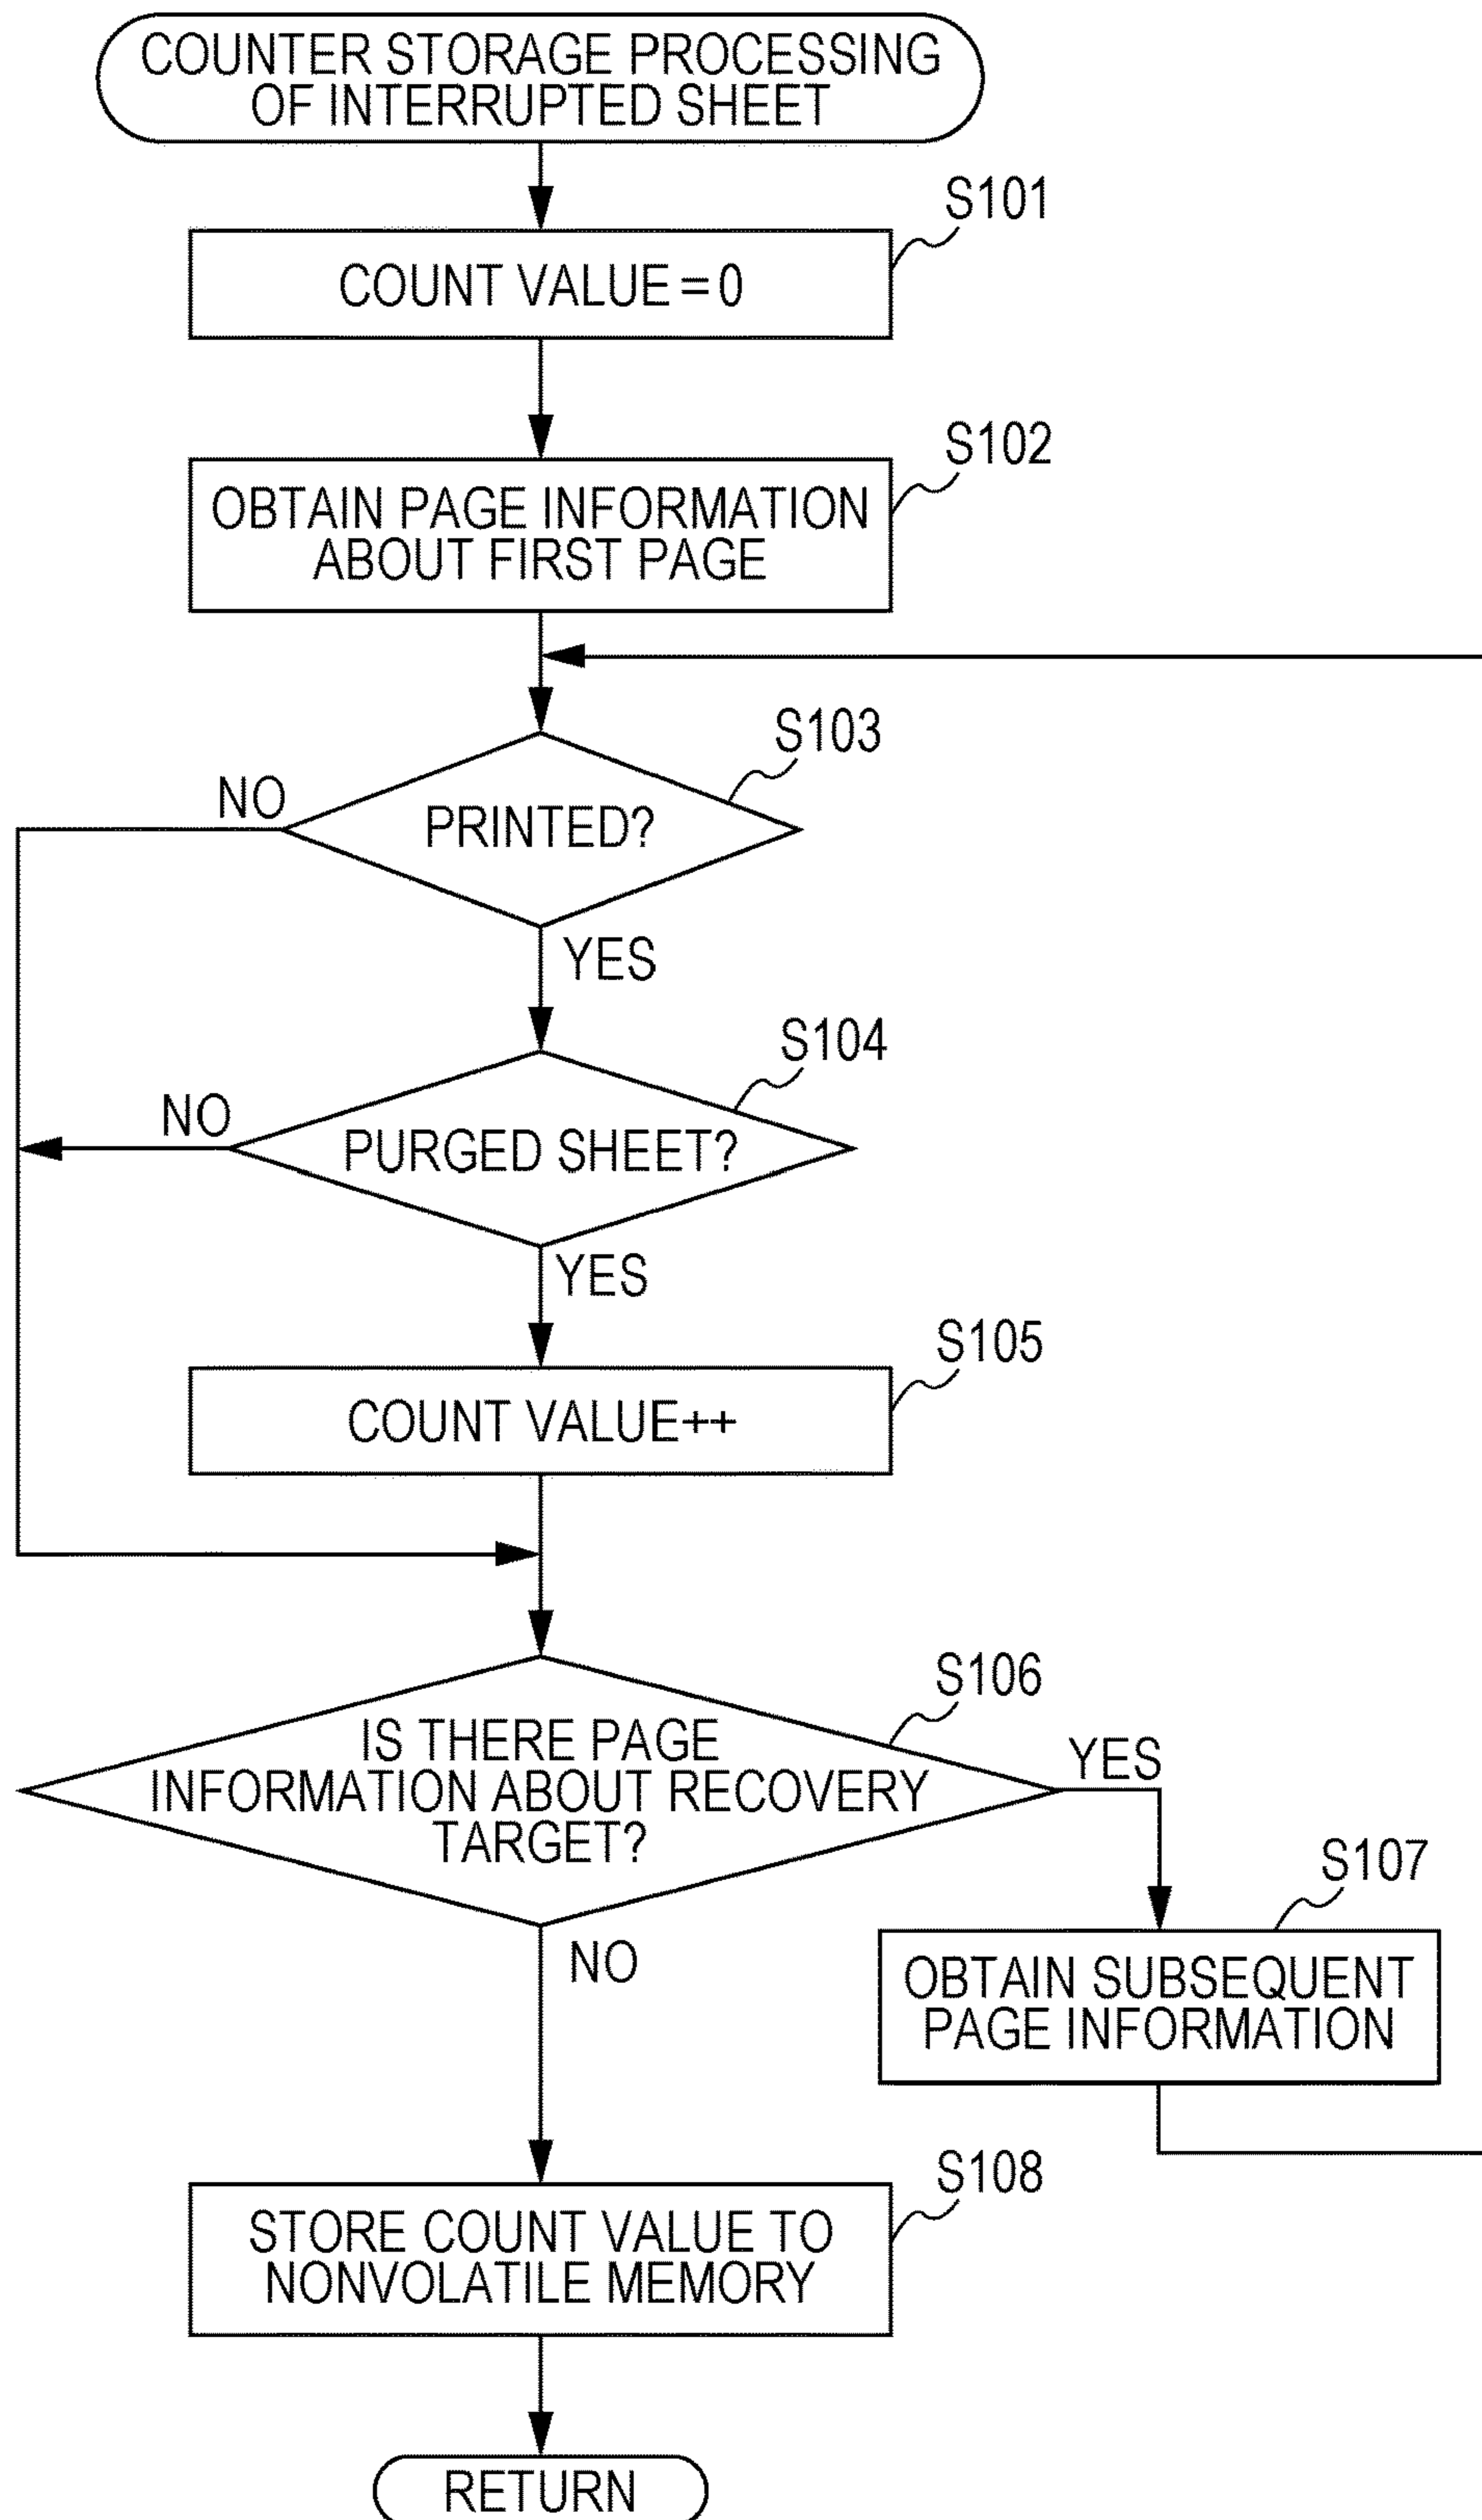 COUNTER STORAGE PROCESSING
OF INTERRUPTED SHEET
S101
COUNT VALUE=0
S102
OBTAIN PAGE INFORMATION
ABOUT FIRST PAGE
S103
NO
PRINTED?
YES
S104
NO
PURGED SHEET?
YES
S105
COUNT VALUE++
S106
IS THERE PAGE
INFORMATION ABOUT RECOVERY
TARGET?
YES
S107
NO
OBTAIN SUBSEQUENT
PAGE INFORMATION
S108
STORE COUNT VALUE TO
NONVOLATILE MEMORY
RETURN